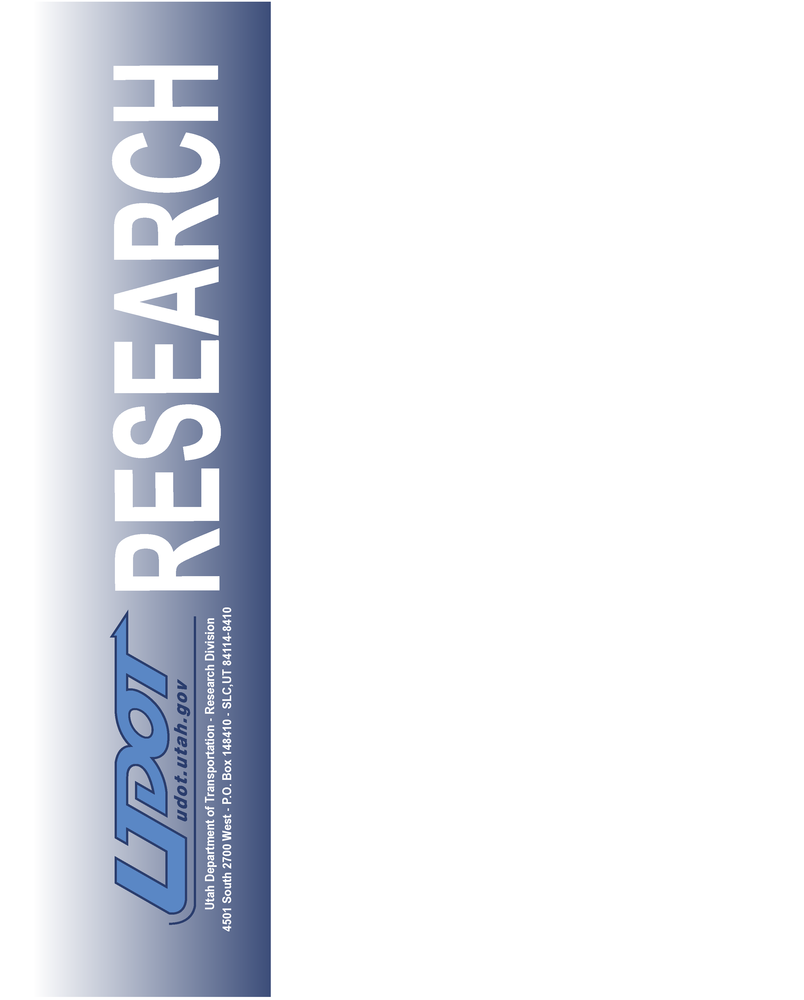 UDOT
udot.utah.gov
Utah Department of Transportation - Research Division
4501 South 2700 West - P.O. Box 148410 - SLC,UT 84114-8410
RESEARCH